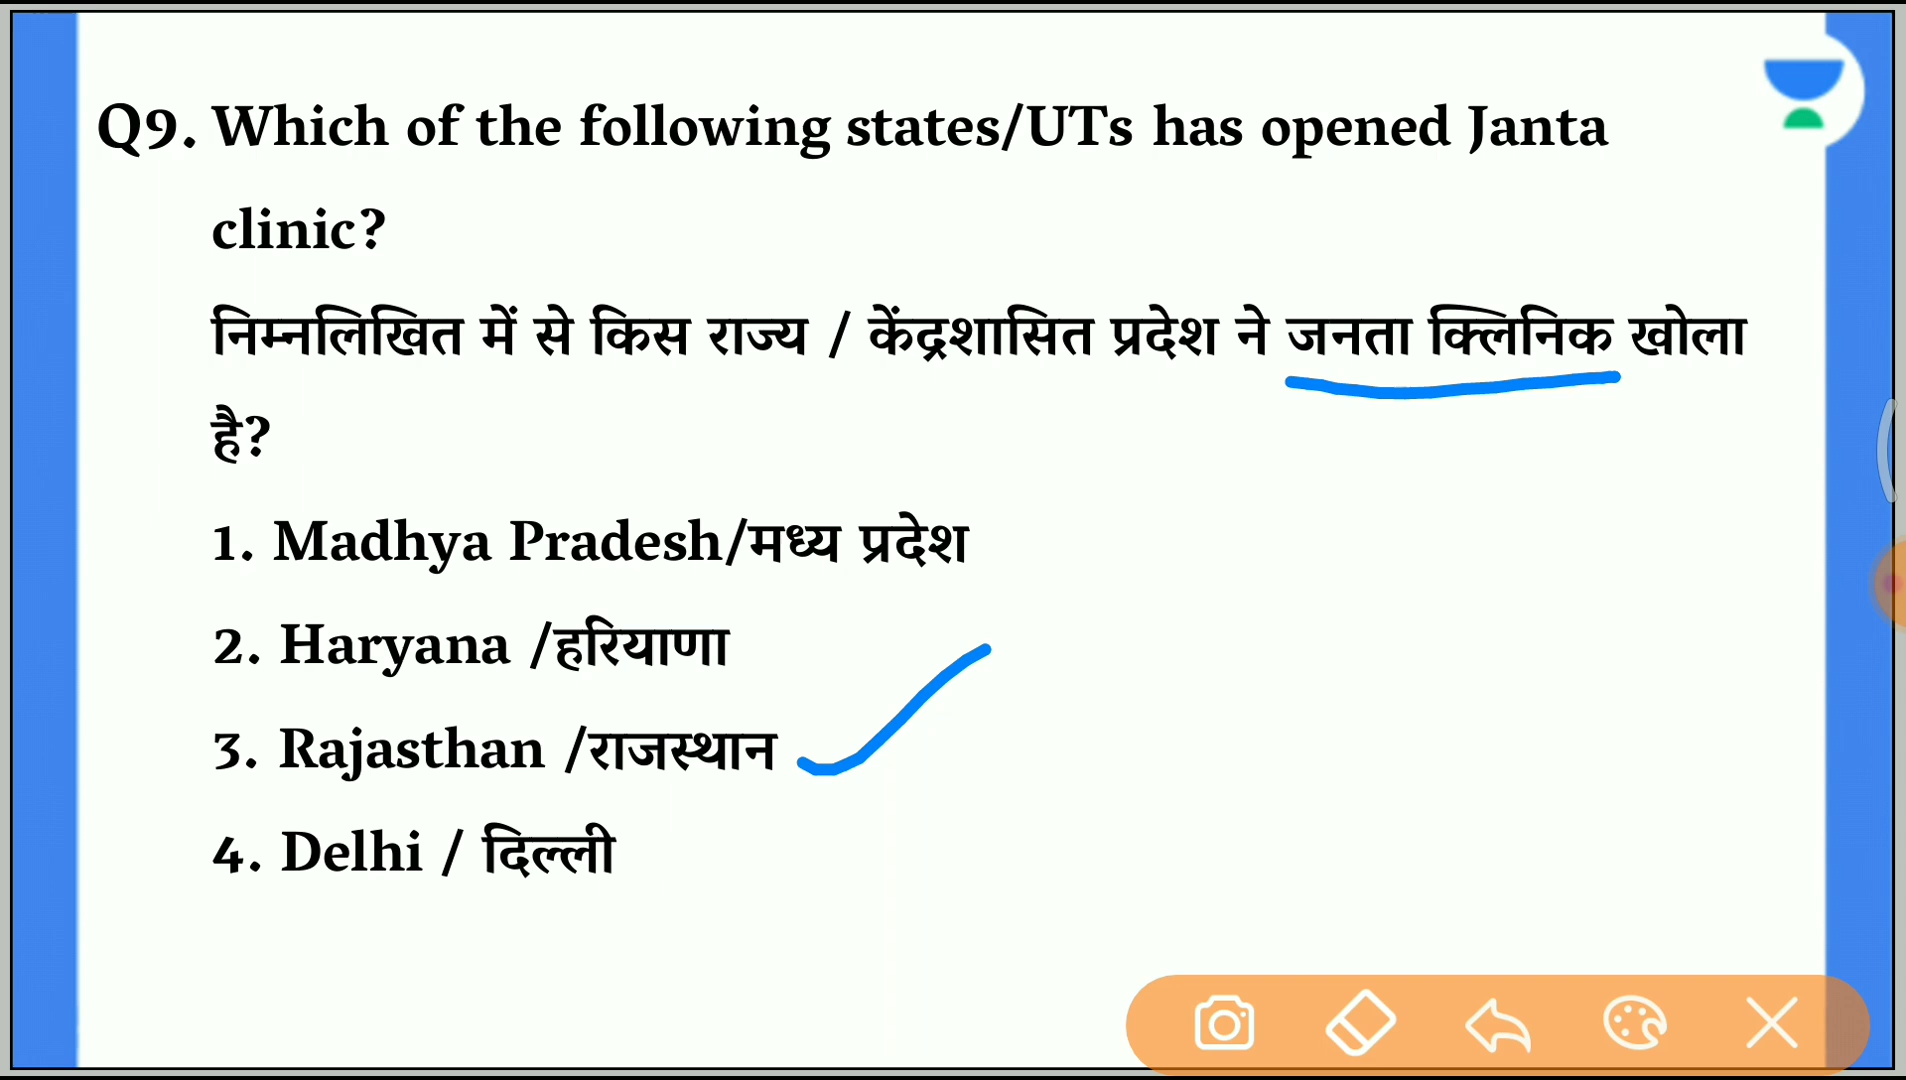 Q9. Which of the following states/UTs has opened Janta
clinic?
निम्नलिखित में से किस राज्य / केंद्रशासित प्रदेश ने जनता क्लिनिक खोला
है?
1. Madhya Pradesh/मध्य प्रदेश
2. Haryana /हरियाणा
3. Rajasthan /राजस्थान
4. Delhi / दिल्ली